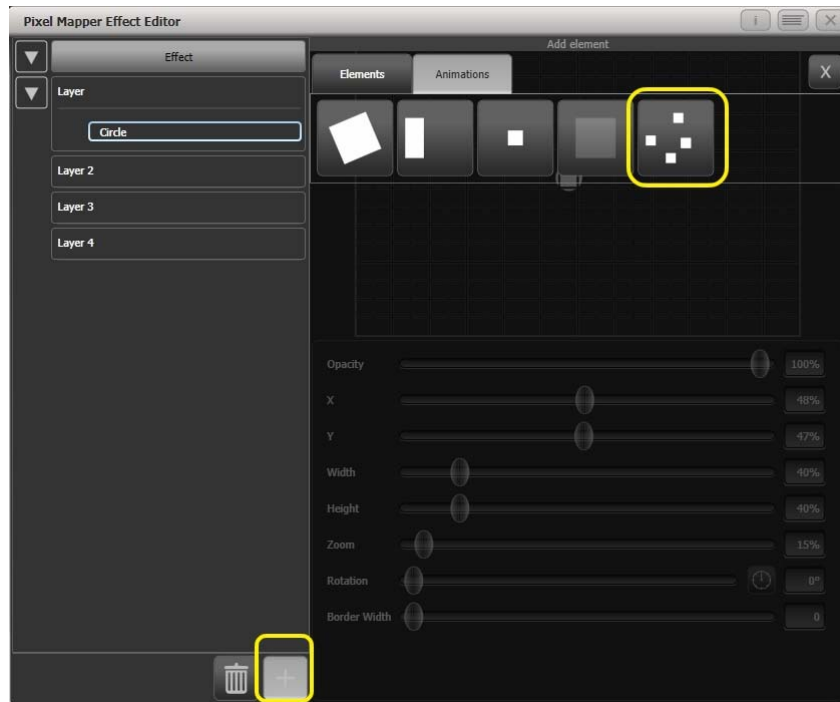 Pixel Mapper Effect Editor
i
X
Effect
Add element
Elements
Animations
X
Layer
Circle
Layer 2
Layer 3
Layer 4
Opacity
100%
X
48%
Y
47%
Width
40%
Height
40%
Zoom
15%
Rotation
0°
Border Width
0